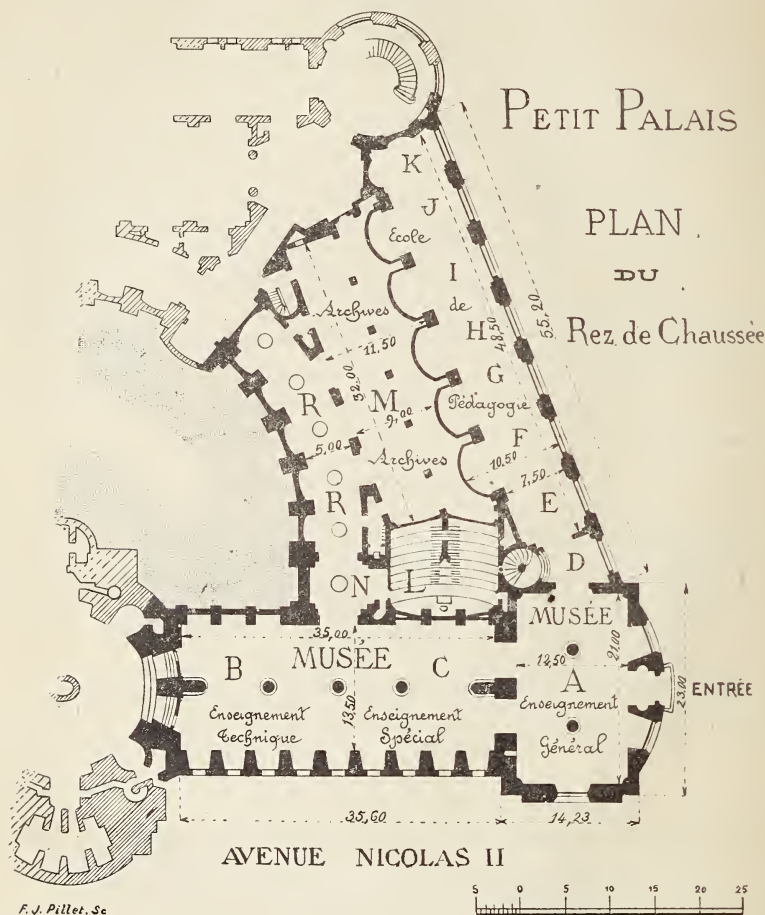 PETIT PALAIS
PLAN
DU
Rez. de Chaussée
K
J
Ecole
I
de
H
G
Pédagogie
F
E
D
Archives
11.50
32.00
R
M
9.00
5.00
Archives
R
N
L
48,50
55,20
10.50
7,50
MUSÉE
35,00
B
MUSÉE
C
Enseignement
Technique
13,50
Enseignement
Spécial
12,50
21.00
A
Enseignement
Général
23.00
ENTRÉE
35.60
14,23
AVENUE NICOLAS II
F. J. Pillet. Sc
5 0 5 10 15 20 25